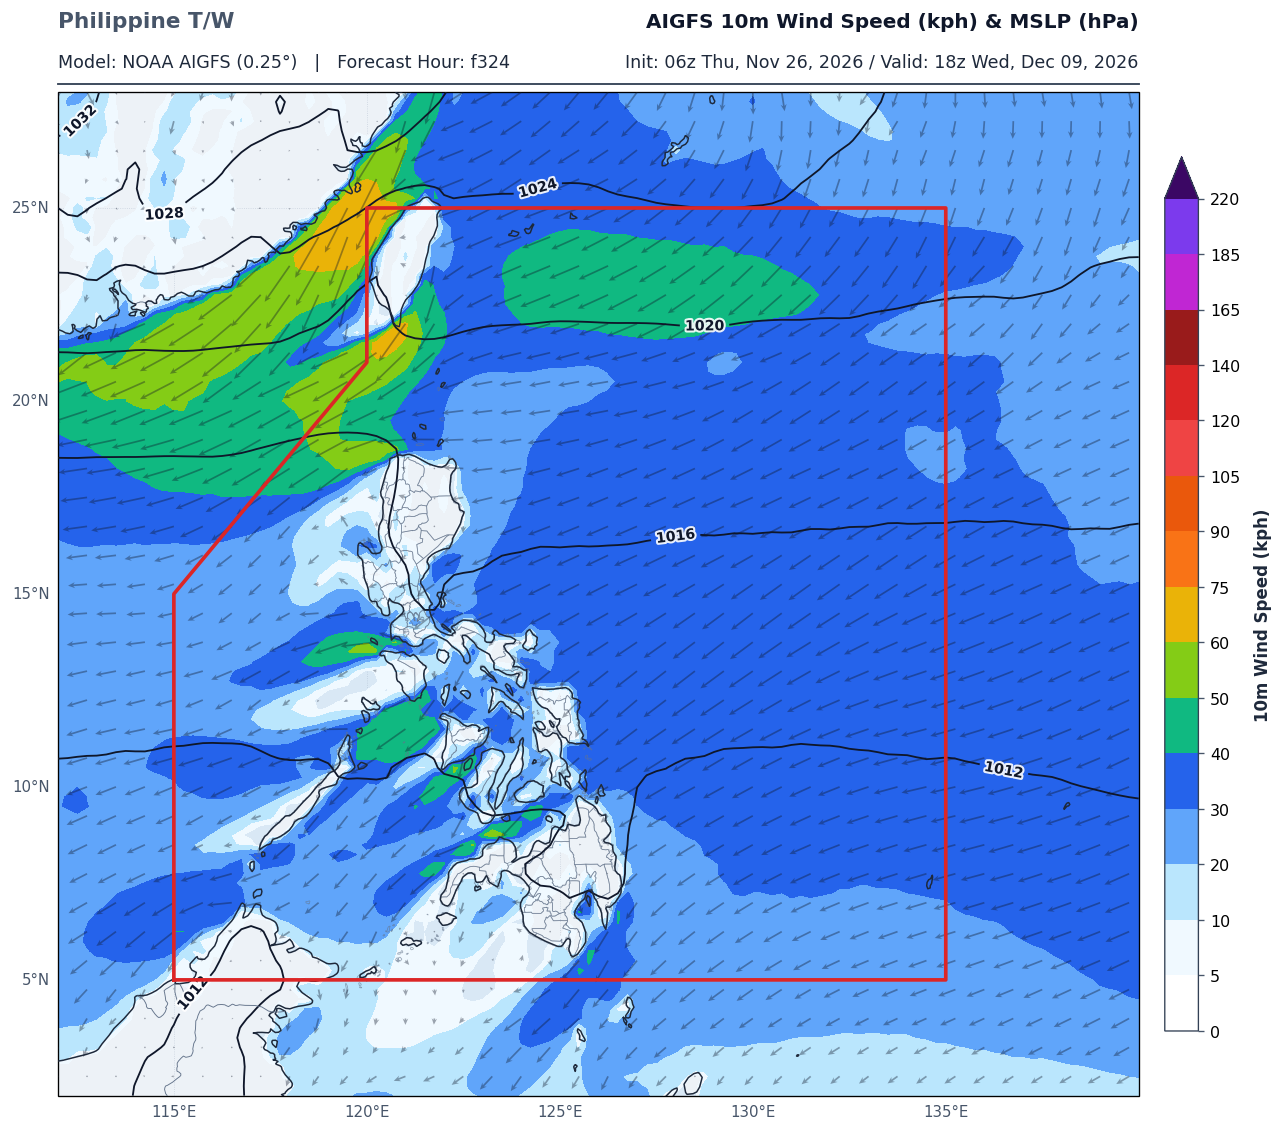 Philippine T/W
AIGFS 10m Wind Speed (kph) & MSLP (hPa)
Model: NOAA AIGFS (0.25°)   |   Forecast Hour: f324
Init: 06z Thu, Nov 26, 2026 / Valid: 18z Wed, Dec 09, 2026
1032
1028
1024
1020
1016
1012
1012
25°N
20°N
15°N
10°N
5°N
115°E
120°E
125°E
130°E
135°E
220
185
165
140
120
105
90
75
60
50
40
30
20
10
5
0
10m Wind Speed (kph)